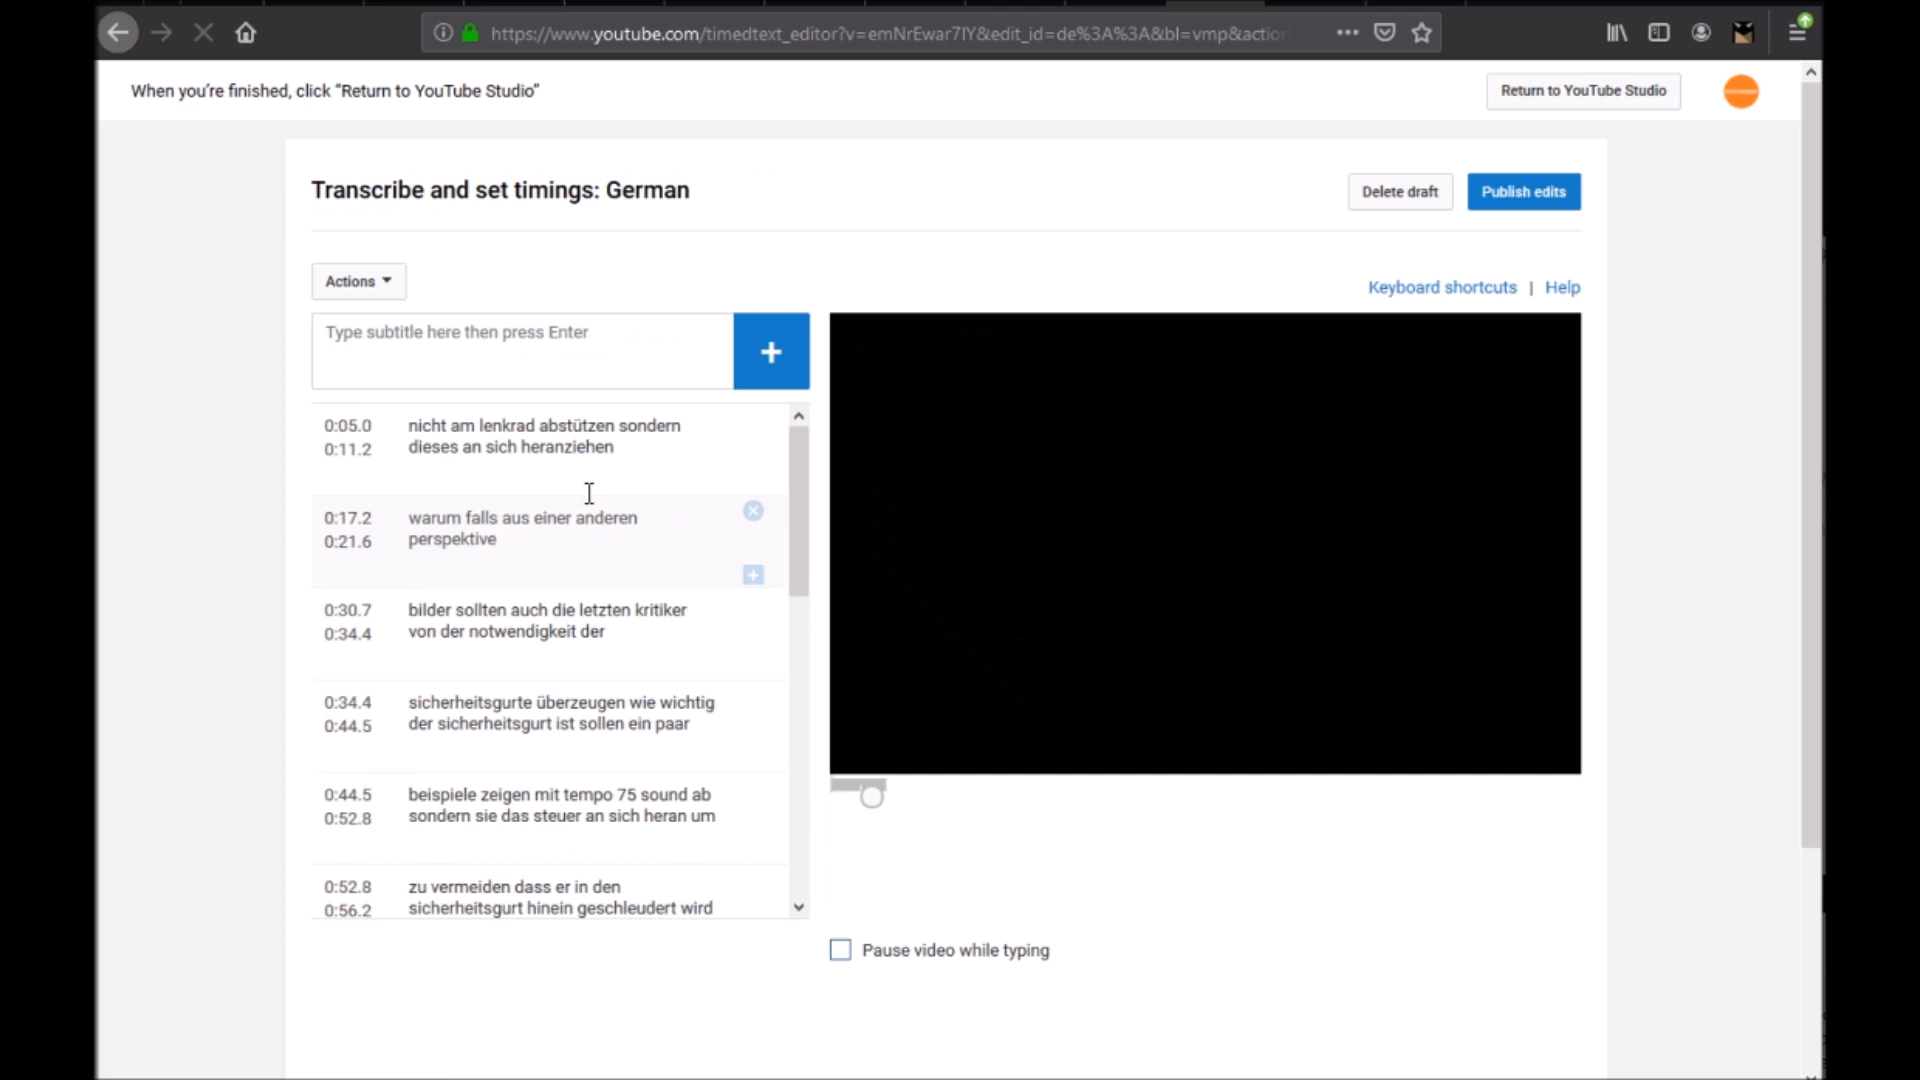 https://www.youtube.com/timedtext_editor?v=emNrEwar7lY&edit_id=de%3A%3A&bl=vmp&action
When you're finished, click “Return to YouTube Studio”
Return to YouTube Studio
Transcribe and set timings: German
Delete draft
Publish edits
Actions
Keyboard shortcuts | Help
Type subtitle here then press Enter
+
0:05.0 nicht am lenkrad abstützen sondern
0:11.2 dieses an sich heranziehen
0:17.2 warum falls aus einer anderen
0:21.6 perspektive
0:30.7 bilder sollten auch die letzten kritiker
0:34.4 von der notwendigkeit der
0:34.4 sicherheitsgurte überzeugen wie wichtig
0:44.5 der sicherheitsgurt ist sollen ein paar
0:44.5 beispiele zeigen mit tempo 75 sound ab
0:52.8 sondern sie das steuer an sich heran um
0:52.8 zu vermeiden dass er in den
0:56.2 sicherheitsgurt hinein geschleudert wird
Pause video while typing